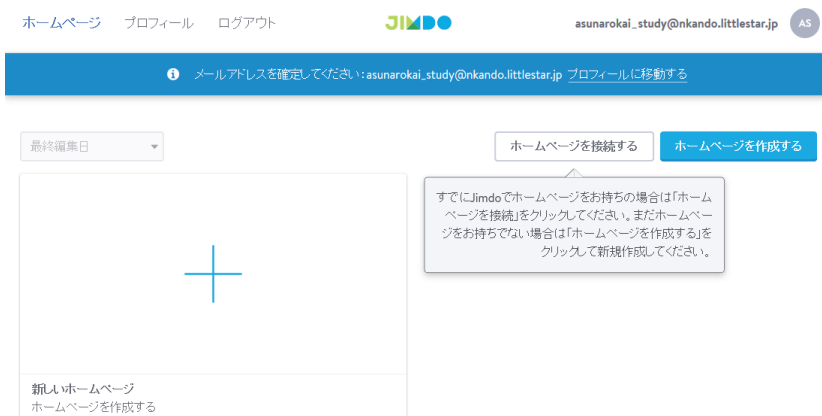 ホームページ プロフィール ログアウト JIMDO asunarokai_study@nkando.littlestar.jp AS
メールアドレスを確定してください：asunarokai_study@nkando.littlestar.jp プロフィールに移動する
最終編集日 ホームページを接続する ホームページを作成する
すでにJimdoでホームページをお持ちの場合は「ホーム
ページを接続」をクリックしてください。まだホームペー
ジをお持ちでない場合は「ホームページを作成する」を
クリックして新規作成してください。
新しいホームページ
ホームページを作成する